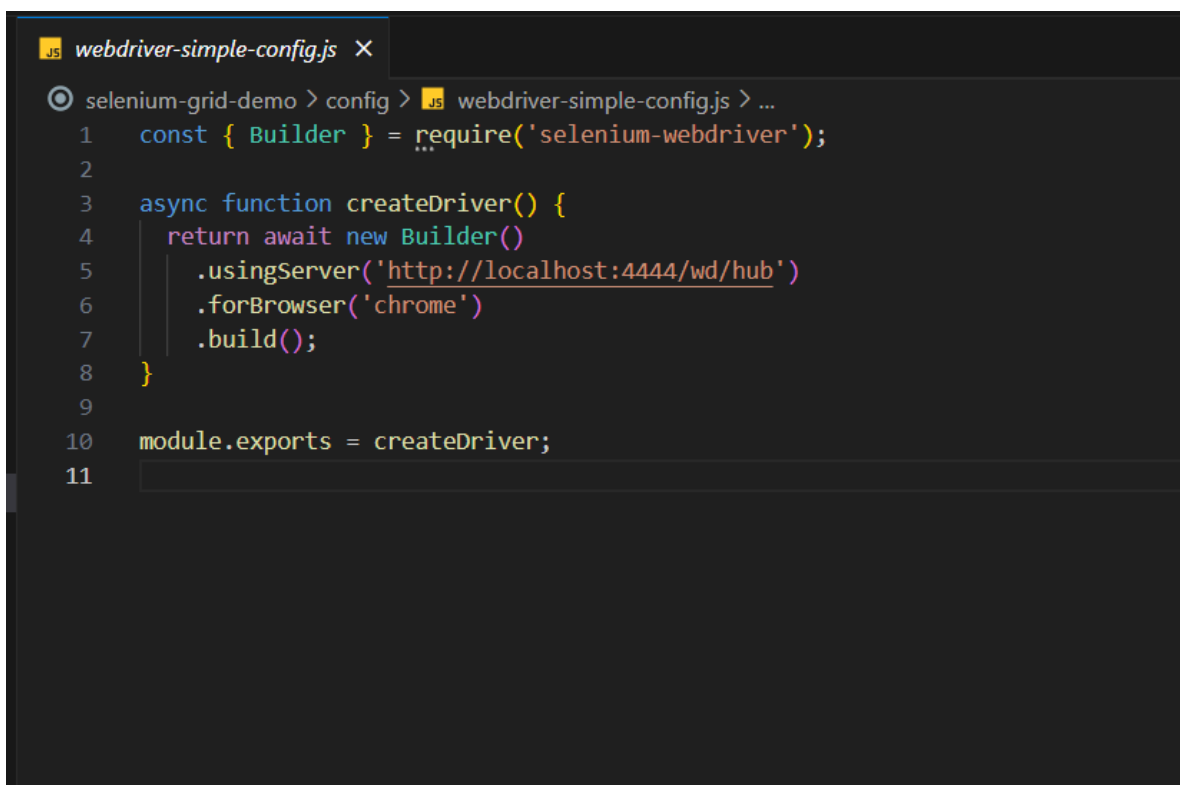 JS webdriver-simple-config.js ×
selenium-grid-demo > config > JS webdriver-simple-config.js > ...
1 const { Builder } = require('selenium-webdriver');
2
3 async function createDriver() {
4 return await new Builder()
5 .usingServer('http://localhost:4444/wd/hub')
6 .forBrowser('chrome')
7 .build();
8 }
9
10 module.exports = createDriver;
11